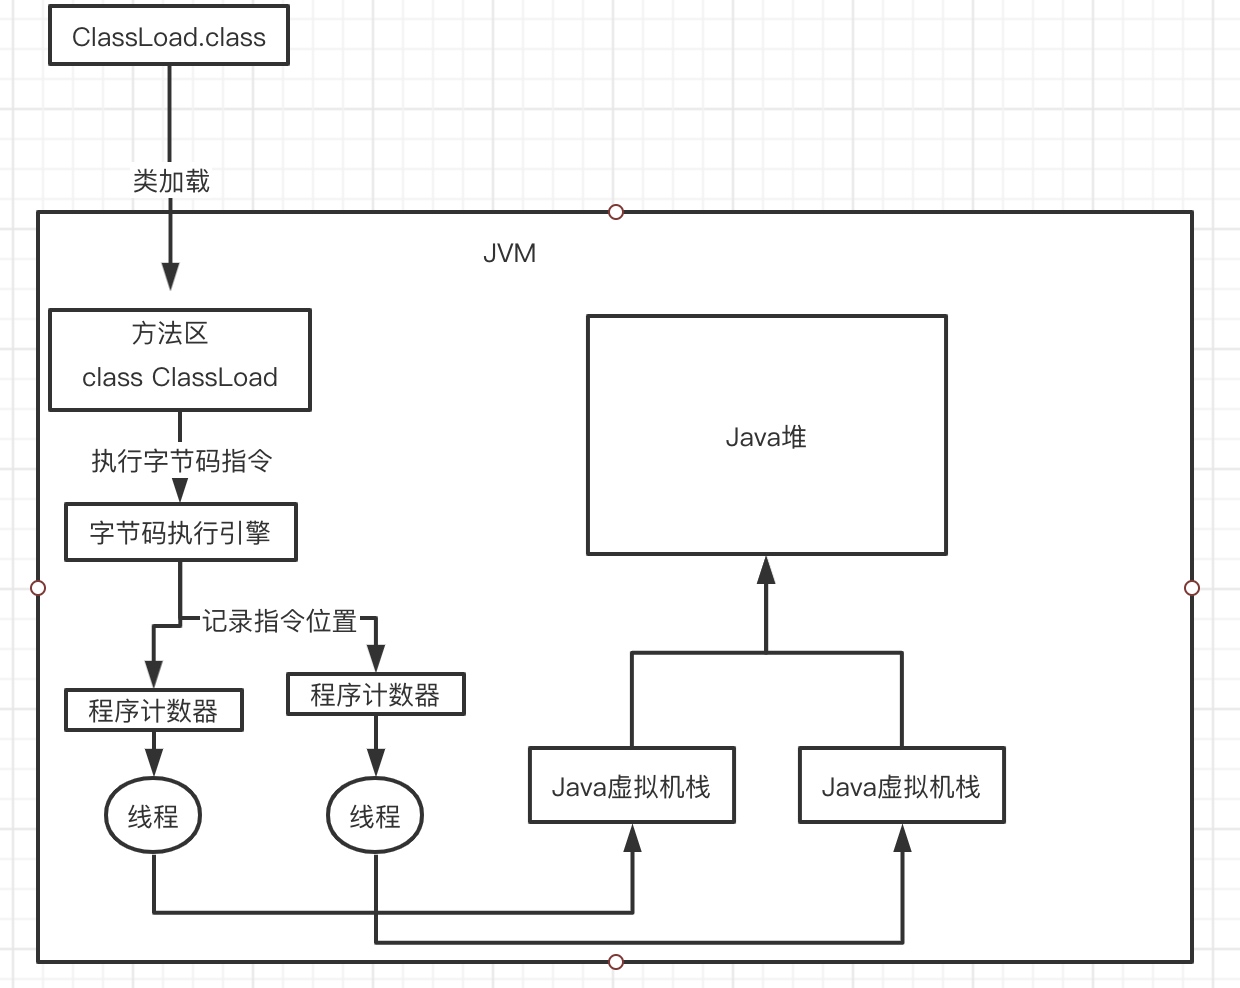 ClassLoad.class
类加载
JVM
方法区
class ClassLoad
Java堆
执行字节码指令
字节码执行引擎
记录指令位置
程序计数器
程序计数器
线程
线程
Java虚拟机栈
Java虚拟机栈